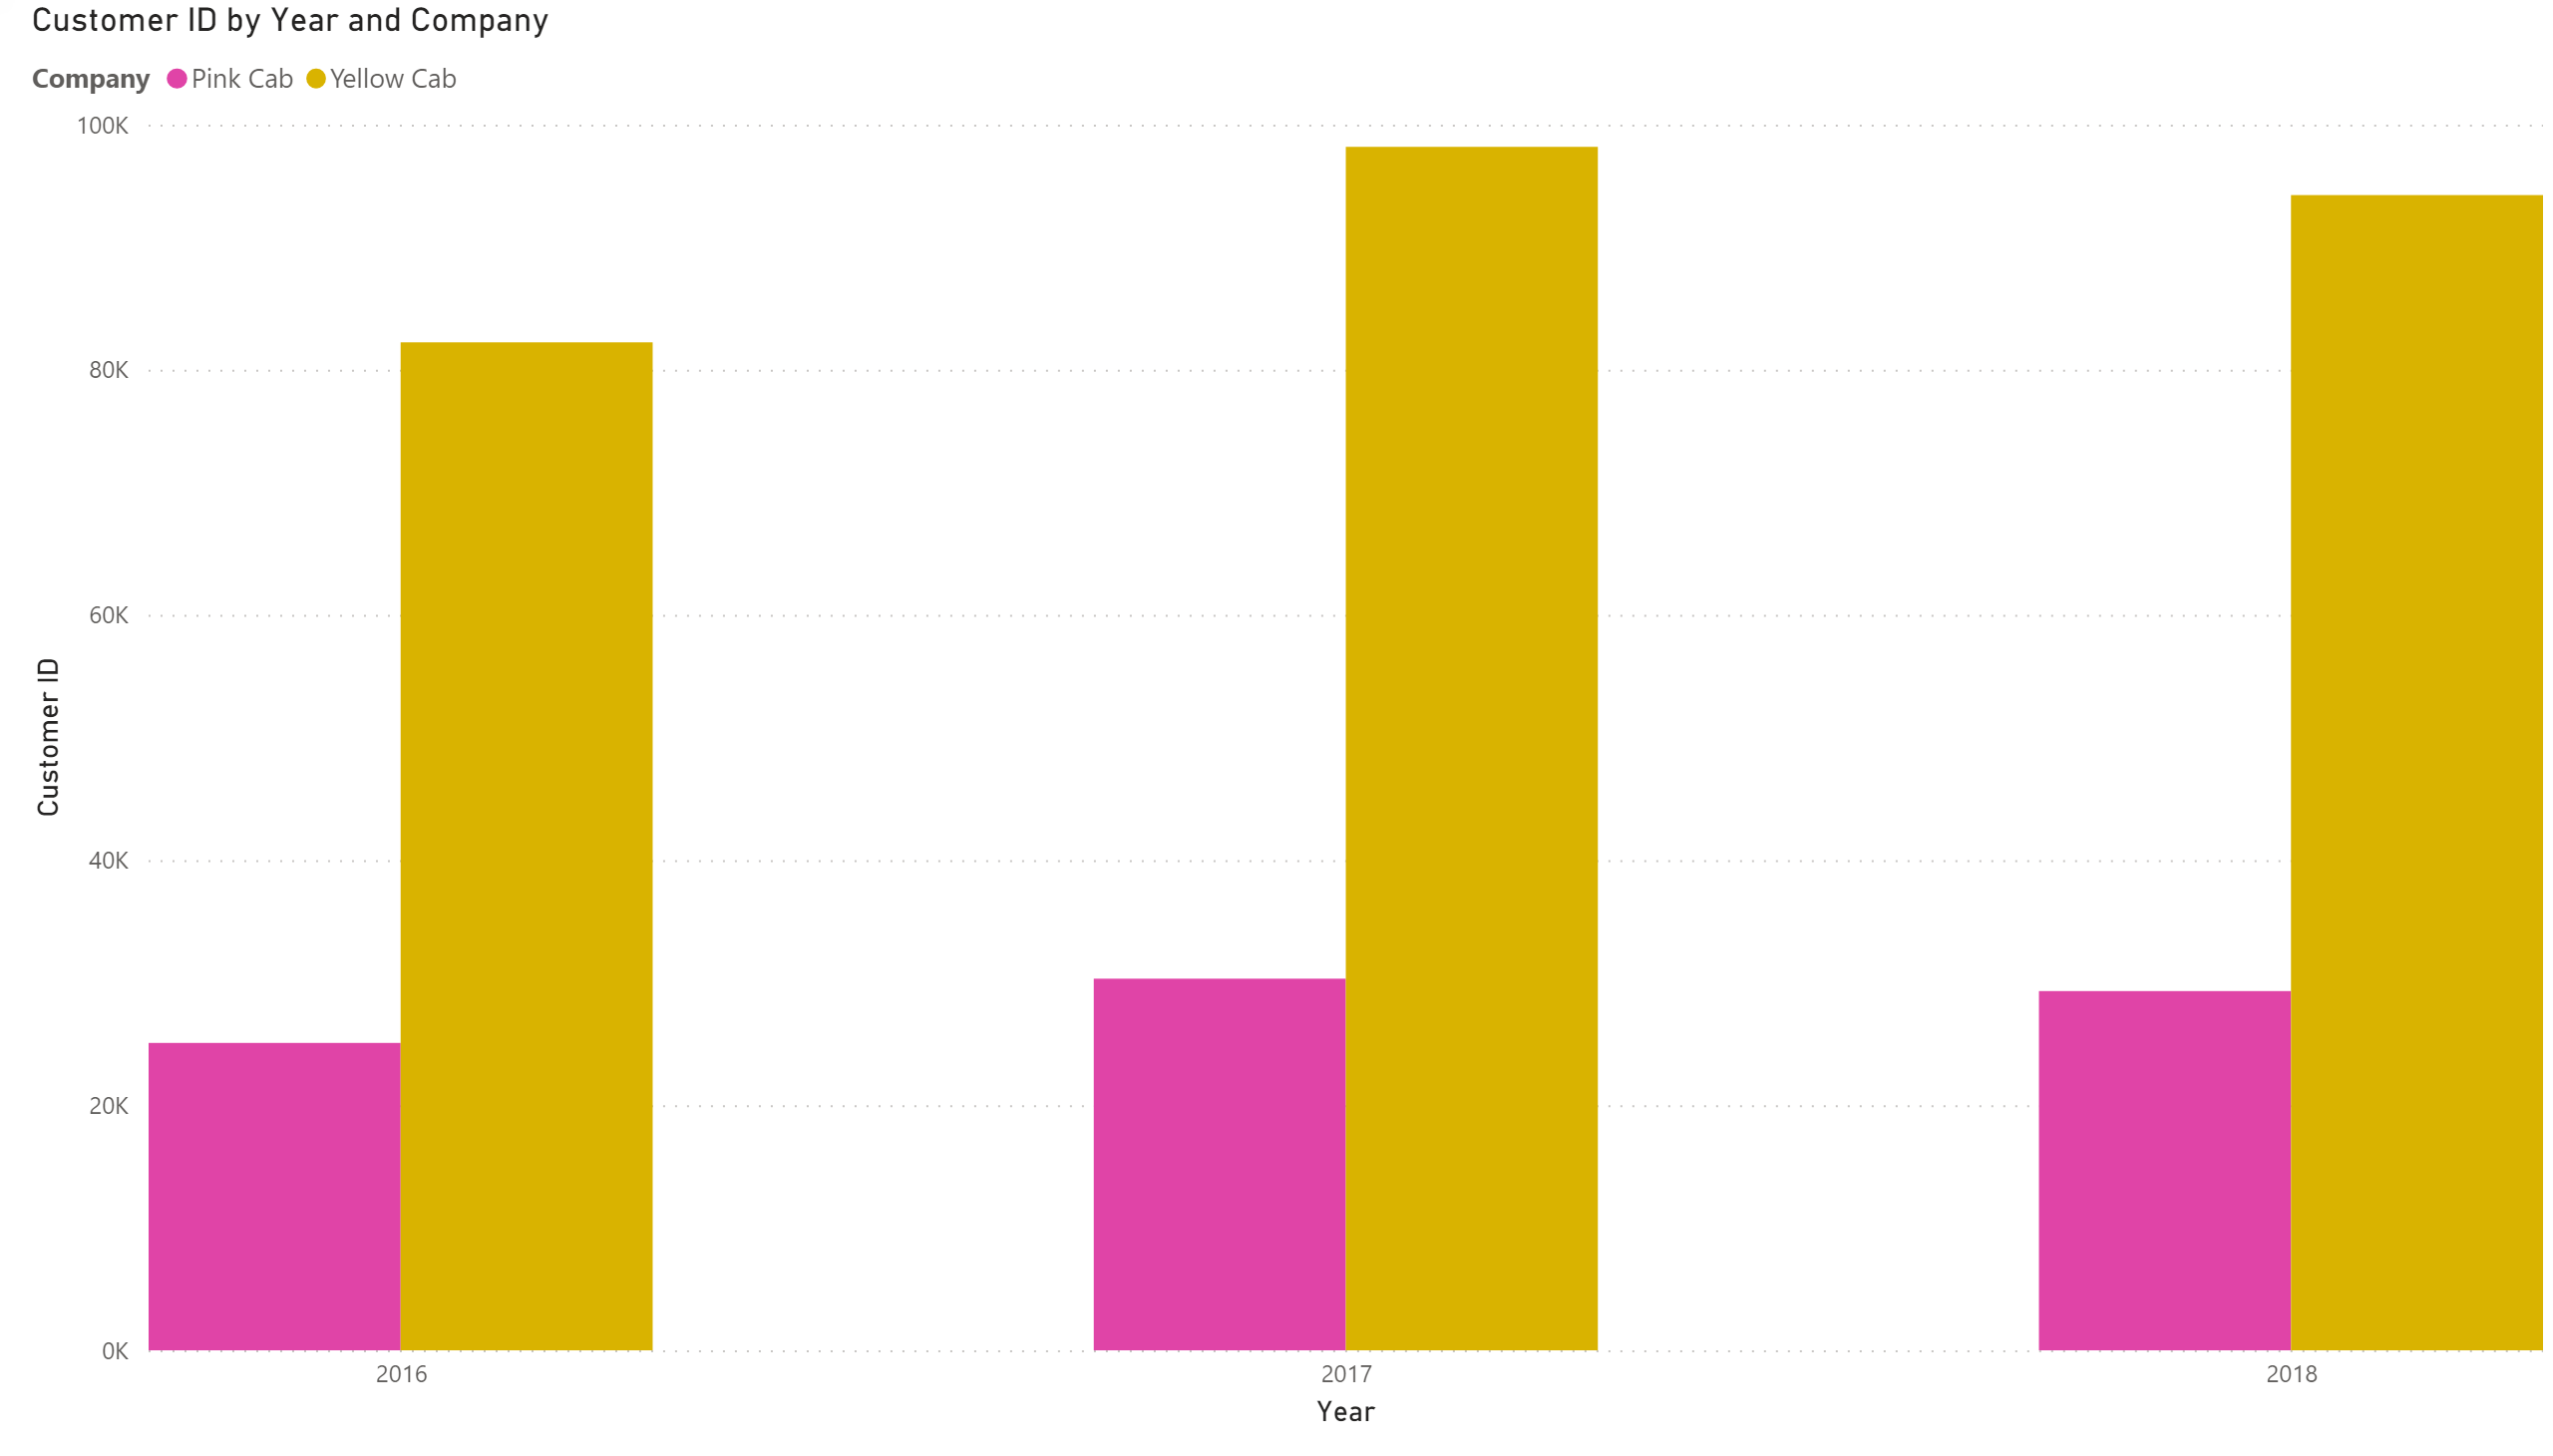 Customer ID by Year and Company
Company Pink Cab Yellow Cab
100K
80K
60K
40K
20K
0K
Customer ID
2016 2017 2018
Year